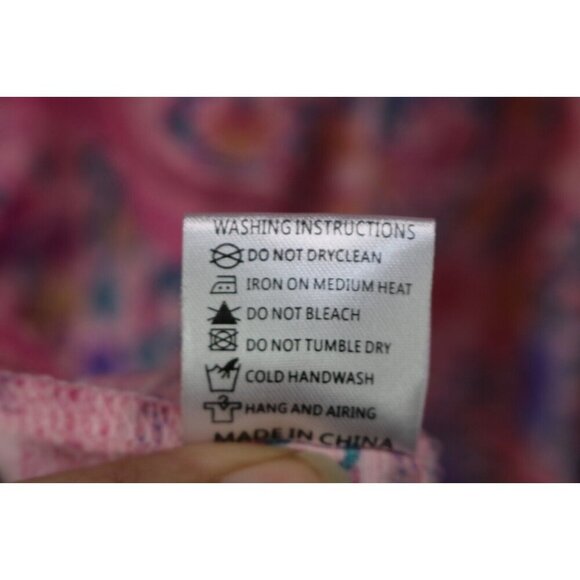 WASHING INSTRUCTIONS
DO NOT DRYCLEAN
IRON ON MEDIUM HEAT
DO NOT BLEACH
DO NOT TUMBLE DRY
COLD HANDWASH
HANG AND AIRING
MADE IN CHINA